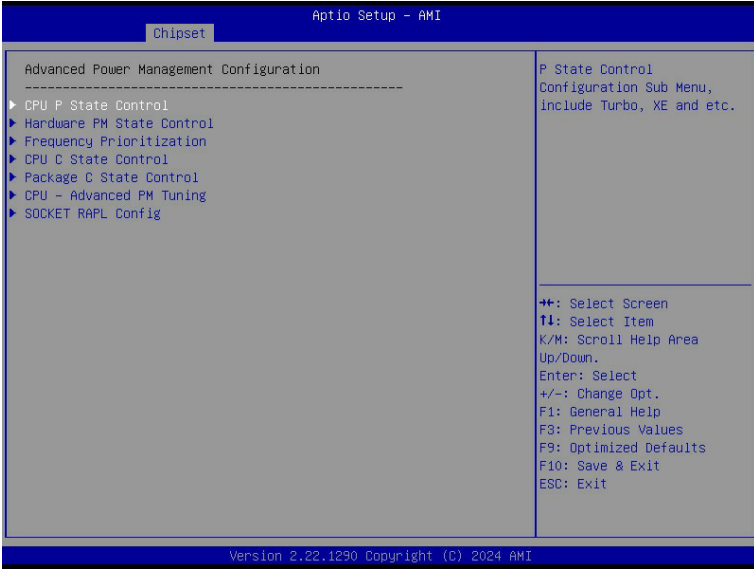 Aptio Setup – AMI
Chipset
Advanced Power Management Configuration
--------------------------------------------------
▶ CPU P State Control
▶ Hardware PM State Control
▶ Frequency Prioritization
▶ CPU C State Control
▶ Package C State Control
▶ CPU – Advanced PM Tuning
▶ SOCKET RAPL Config
P State Control
Configuration Sub Menu,
include Turbo, XE and etc.
→←: Select Screen
↑↓: Select Item
K/M: Scroll Help Area
Up/Down.
Enter: Select
+/-: Change Opt.
F1: General Help
F3: Previous Values
F9: Optimized Defaults
F10: Save & Exit
ESC: Exit
Version 2.22.1290 Copyright (C) 2024 AMI